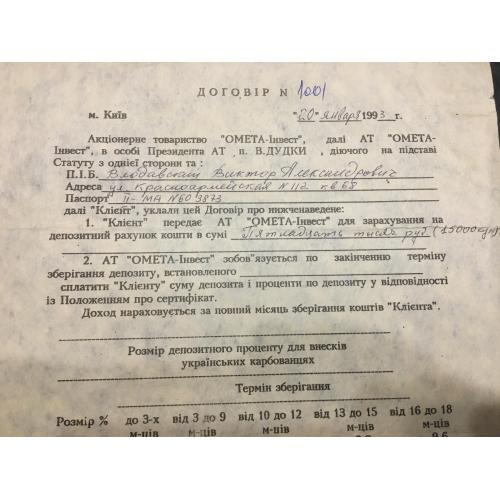 ДОГОВІР N 1001
м. Київ "20" января 1993 г.
Акціонерне товариство "ОМЕТА-Інвест", далі АТ "ОМЕТА-
Інвест", в особі Президента АТ п. В.ДУДКИ , діючого на підставі
Статуту з однієї сторони та :
П.І.Б. Виктор Александрович
Адреса ул. Красноармейская N 112 кв 68
Паспорт II-МА N 609873
далі "Клієнт", уклали цей Договір про нижченаведене:
1. "Клієнт" передає АТ "ОМЕТА-Інвест" для зарахування на
депозитний рахунок кошти в сумі Пятнадцать тысяч руб (15000
2. АТ "ОМЕТА-Інвест" зобов'язується по закінченню терміну
зберігання депозиту, встановленого
сплатити "Клієнту" суму депозита і проценти по депозиту у відповідності
із Положенням про сертифікат.
Доход нараховується за повний місяць зберігання коштів "Клієнта".
Розмір депозитного проценту для внесків
українських карбованцях
Термін зберігання
Розмір % до 3-х від 3 до 9 від 10 до 12 від 13 до 15 від 16 до 18
м-ців м-ців м-ців м-ців м-ців